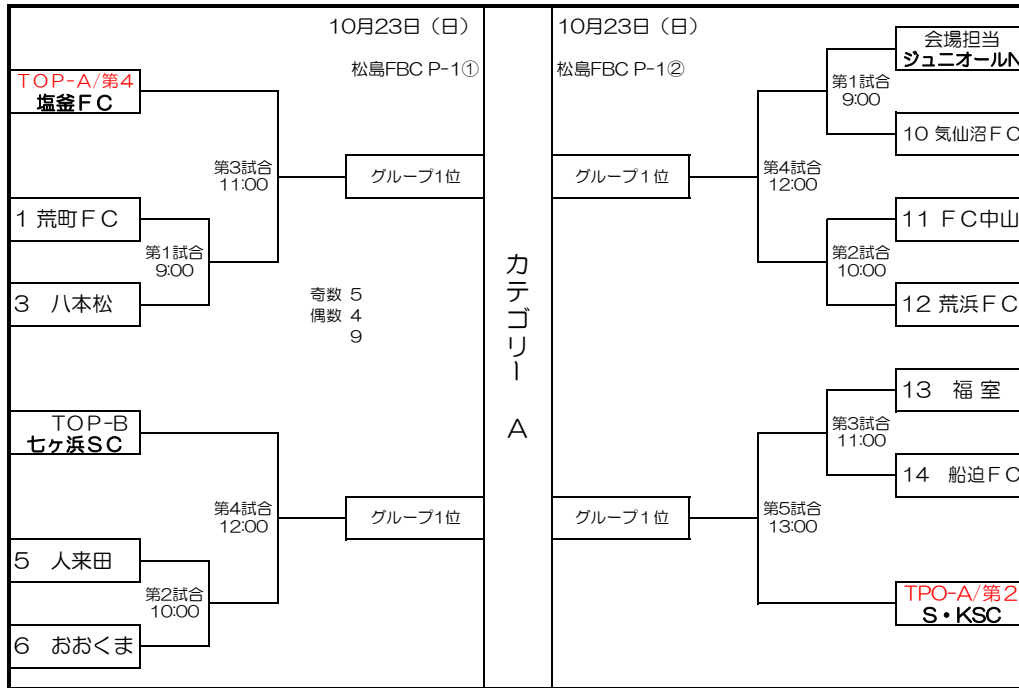 10月23日（日）
松島FBC P-1①
TOP-A/第4
塩釜ＦＣ
第3試合
11:00
グループ1位
1 荒町ＦＣ
第1試合
9:00
3 八本松
奇数 5
偶数 4
9
TOP-B
七ヶ浜ＳＣ
第4試合
12:00
グループ1位
5 人来田
第2試合
10:00
6 おおくま
カテゴリー A
10月23日（日）
松島FBC P-1②
会場担当
ジュニオールN
第1試合
9:00
10 気仙沼ＦＣ
グループ１位
第4試合
12:00
11 ＦＣ中山
第2試合
10:00
12 荒浜ＦＣ
13 福 室
第3試合
11:00
14 船迫ＦＣ
グループ１位
第5試合
13:00
TPO-A/第2
S・KSC